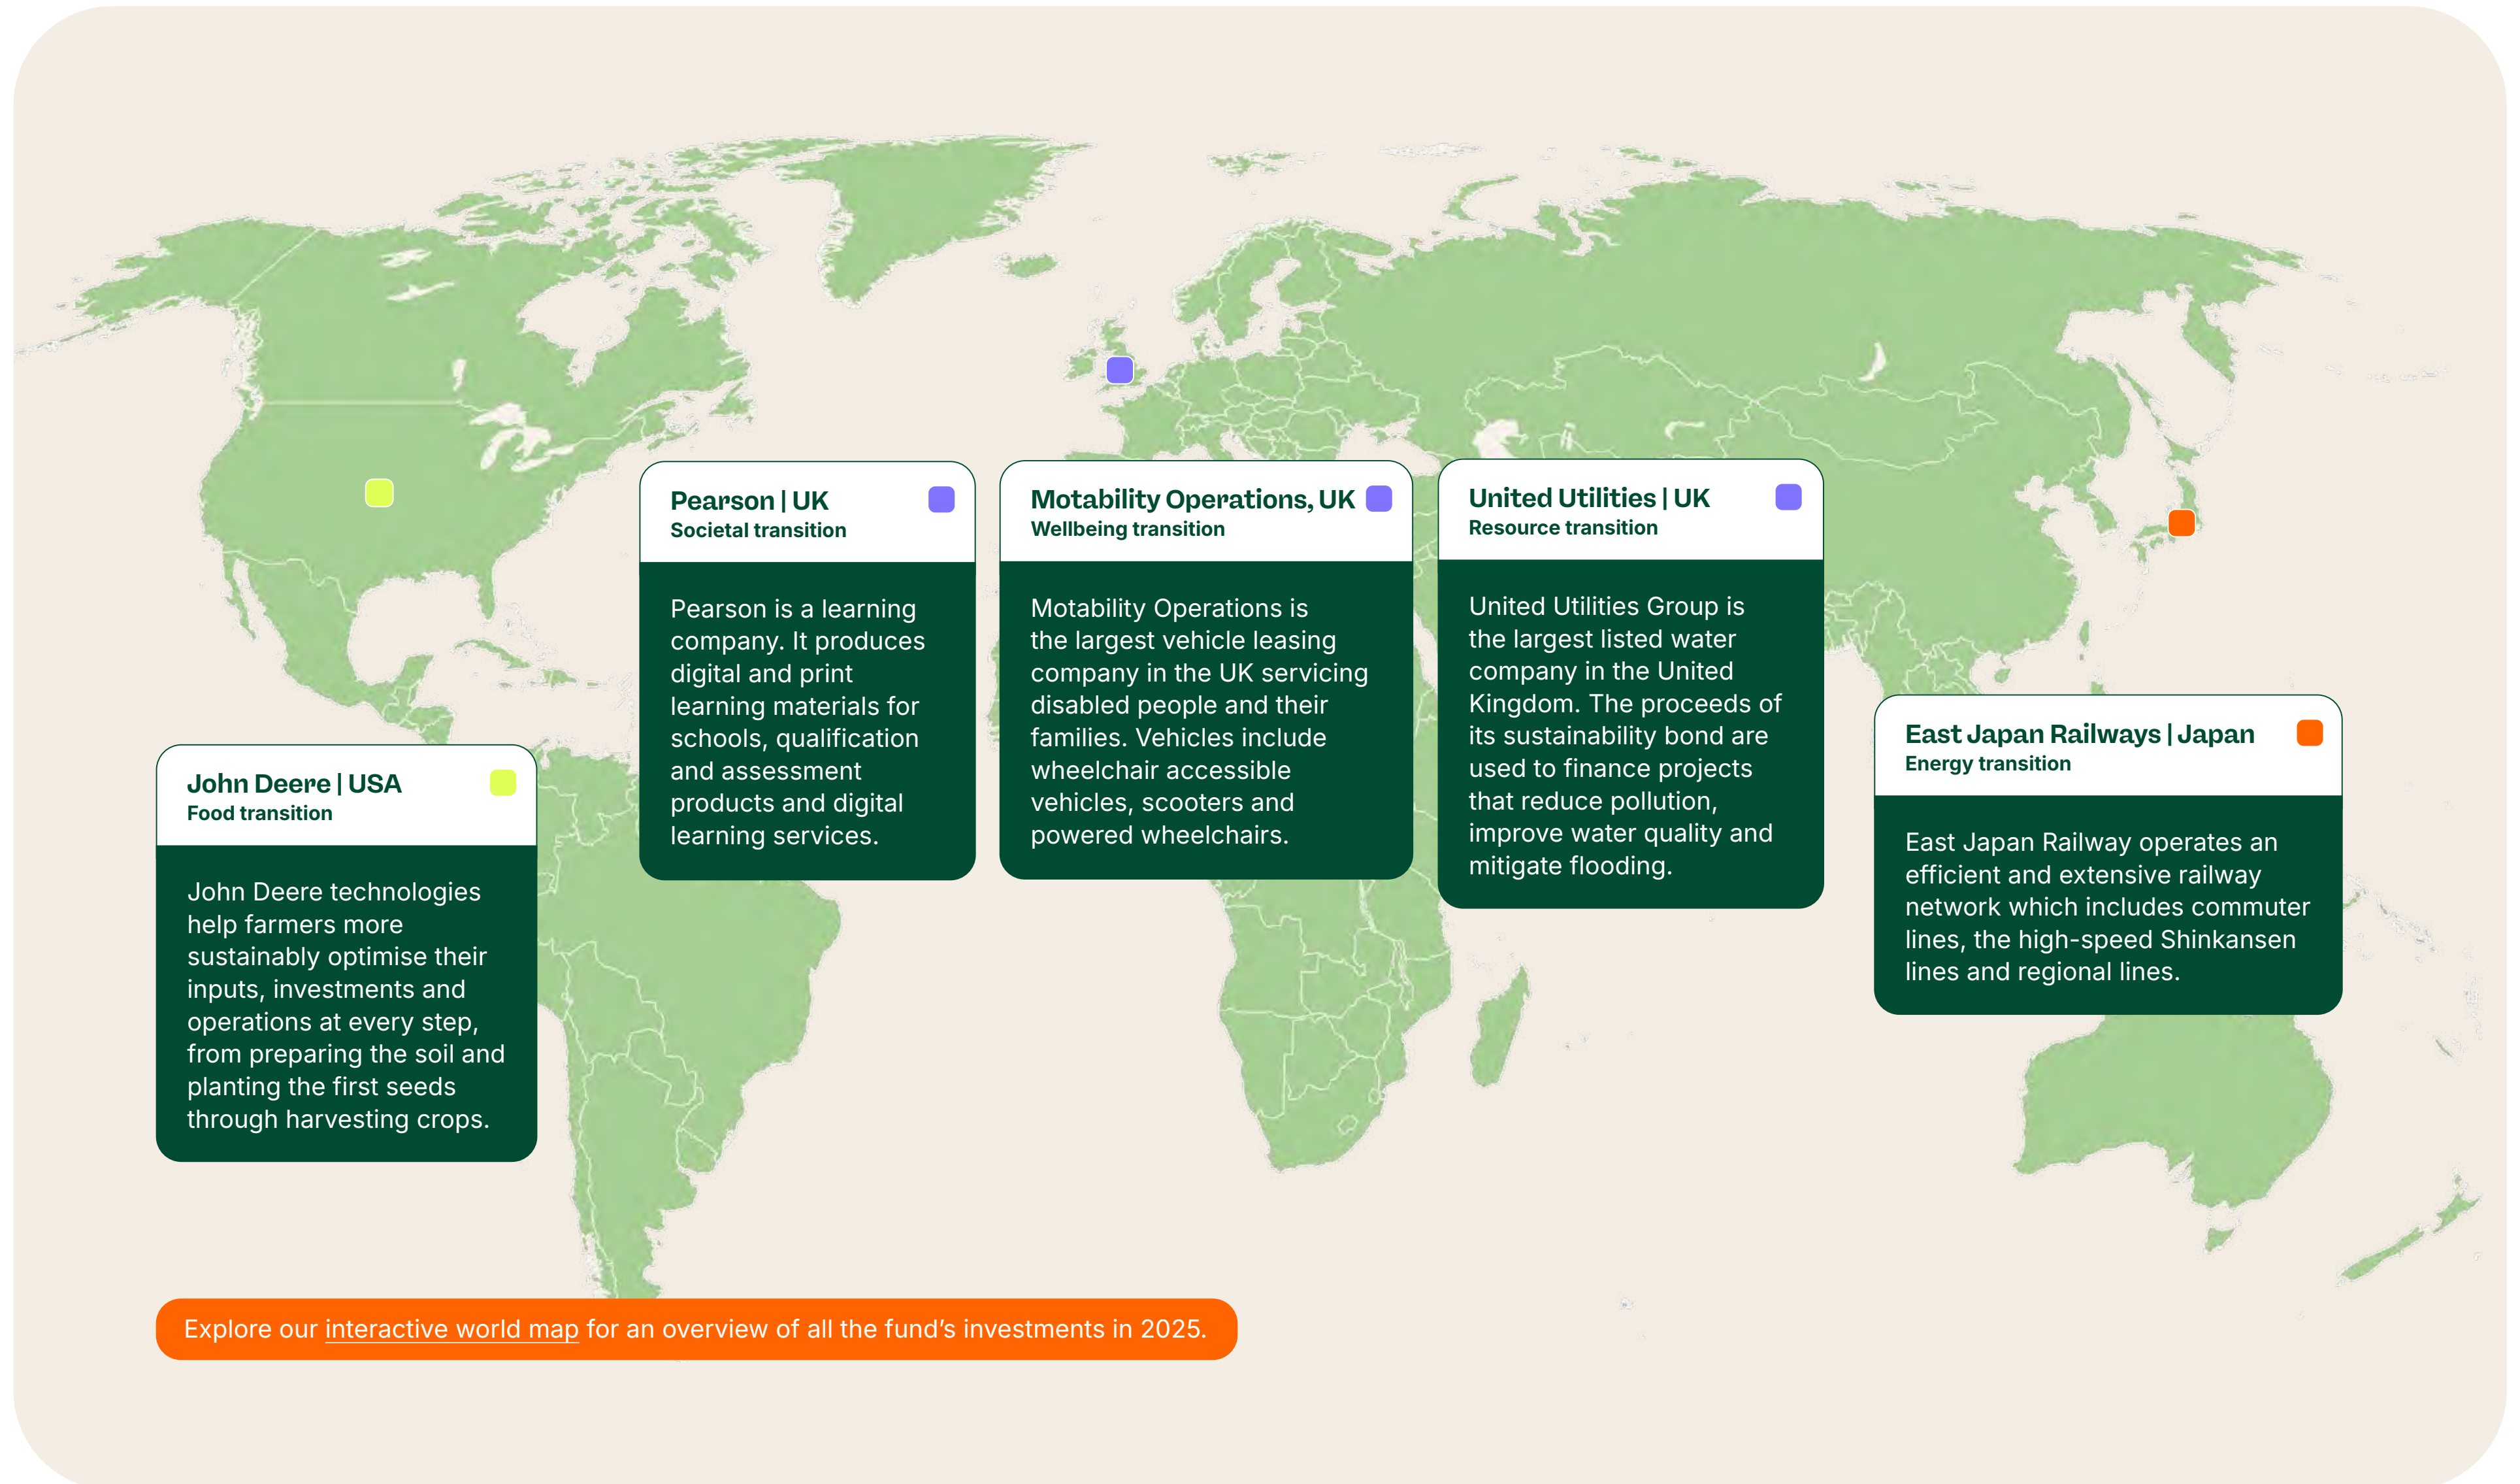 Pearson | UK
Societal transition
Pearson is a learning
company. It produces
digital and print
learning materials for
schools, qualification
and assessment
products and digital
learning services.
Motability Operations, UK
Wellbeing transition
Motability Operations is
the largest vehicle leasing
company in the UK servicing
disabled people and their
families. Vehicles include
wheelchair accessible
vehicles, scooters and
powered wheelchairs.
United Utilities | UK
Resource transition
United Utilities Group is
the largest listed water
company in the United
Kingdom. The proceeds of
its sustainability bond are
used to finance projects
that reduce pollution,
improve water quality and
mitigate flooding.
East Japan Railways | Japan
Energy transition
East Japan Railway operates an
efficient and extensive railway
network which includes commuter
lines, the high-speed Shinkansen
lines and regional lines.
John Deere | USA
Food transition
John Deere technologies
help farmers more
sustainably optimise their
inputs, investments and
operations at every step,
from preparing the soil and
planting the first seeds
through harvesting crops.
Explore our interactive world map for an overview of all the fund’s investments in 2025.